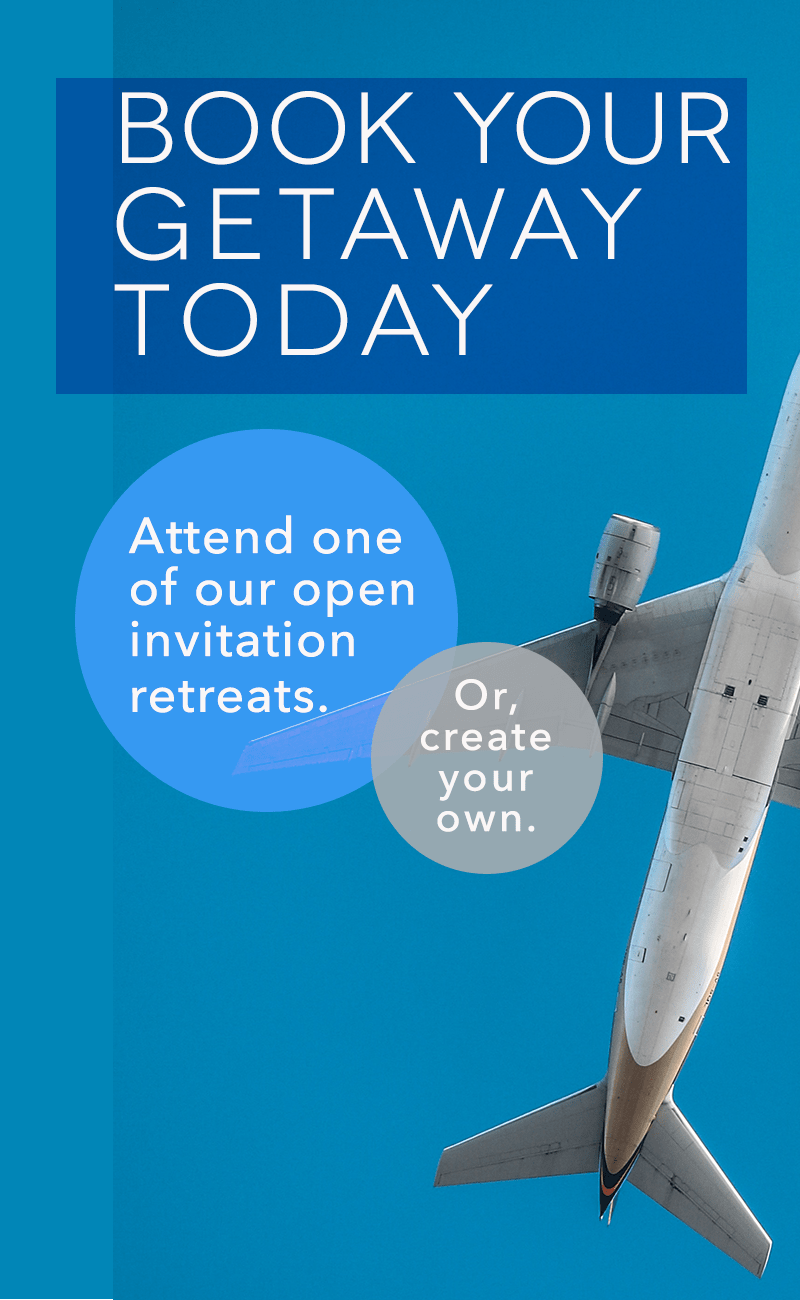 BOOK YOUR
GETAWAY
TODAY
Attend one
of our open
invitation
retreats.
Or,
create
your
own.